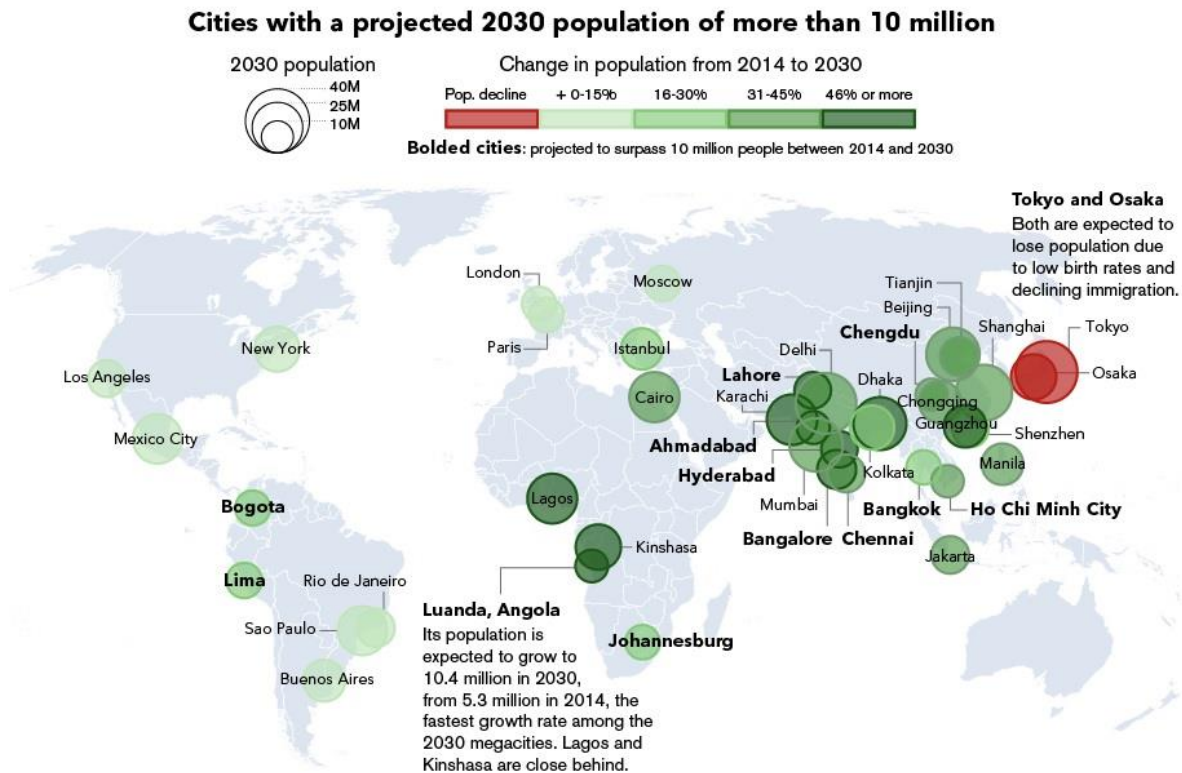 Cities with a projected 2030 population of more than 10 million
2030 population
40M
25M
10M
Change in population from 2014 to 2030
Pop. decline
+ 0-15%
16-30%
31-45%
46% or more
Bolded cities: projected to surpass 10 million people between 2014 and 2030
Tokyo and Osaka
Both are expected to
lose population due
to low birth rates and
declining immigration.
London
Moscow
Tianjin
Beijing
Chengdu
Shanghai
Tokyo
New York
Paris
Istanbul
Delhi
Los Angeles
Lahore
Dhaka
Osaka
Cairo
Karachi
Chongqing
Mexico City
Guangzhou
Shenzhen
Ahmadabad
Manila
Hyderabad
Kolkata
Lagos
Mumbai
Bogota
Bangkok
Ho Chi Minh City
Bangalore
Chennai
Kinshasa
Jakarta
Lima
Rio de Janeiro
Luanda, Angola
Its population is
expected to grow to
10.4 million in 2030,
from 5.3 million in 2014, the
fastest growth rate among the
2030 megacities. Lagos and
Kinshasa are close behind.
Sao Paulo
Johannesburg
Buenos Aires